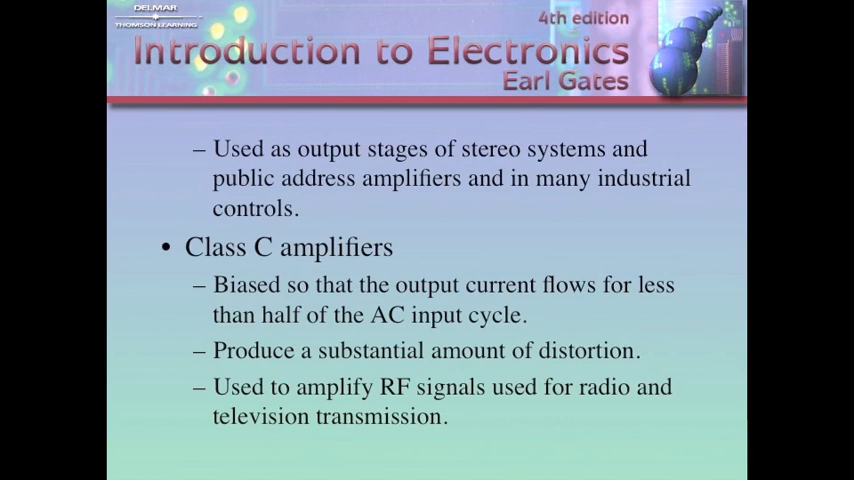 DELMAR
THOMSON LEARNING
4th edition
Introduction to Electronics
Earl Gates
– Used as output stages of stereo systems and
public address amplifiers and in many industrial
controls.
• Class C amplifiers
– Biased so that the output current flows for less
than half of the AC input cycle.
– Produce a substantial amount of distortion.
– Used to amplify RF signals used for radio and
television transmission.